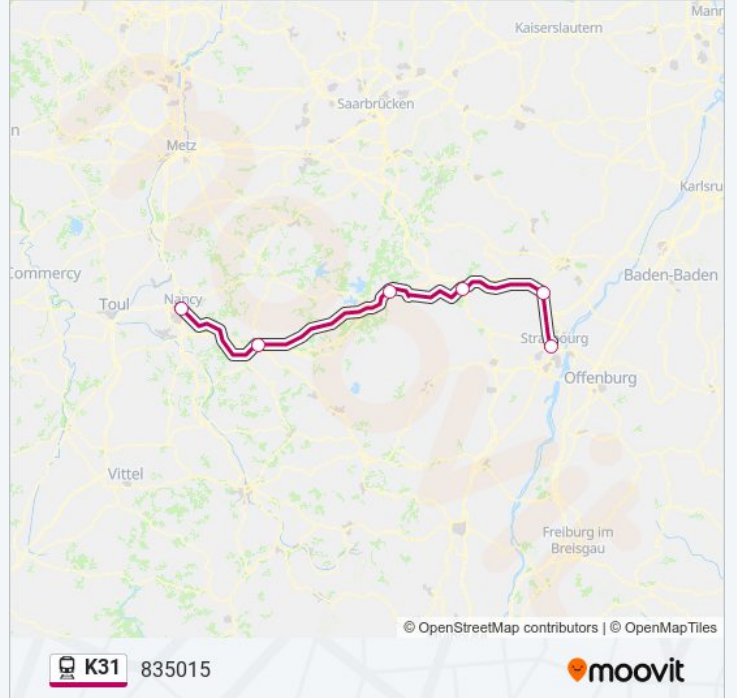 Mann
Kaiserslautern
Saarbrücken
n
Metz
Karlsru
Commercy
Toul
Nancy
Baden-Baden
Strasbourg
Offenburg
Vittel
Freiburg im
Breisgau
© OpenStreetMap contributors | © OpenMapTiles
K31 835015 moovit